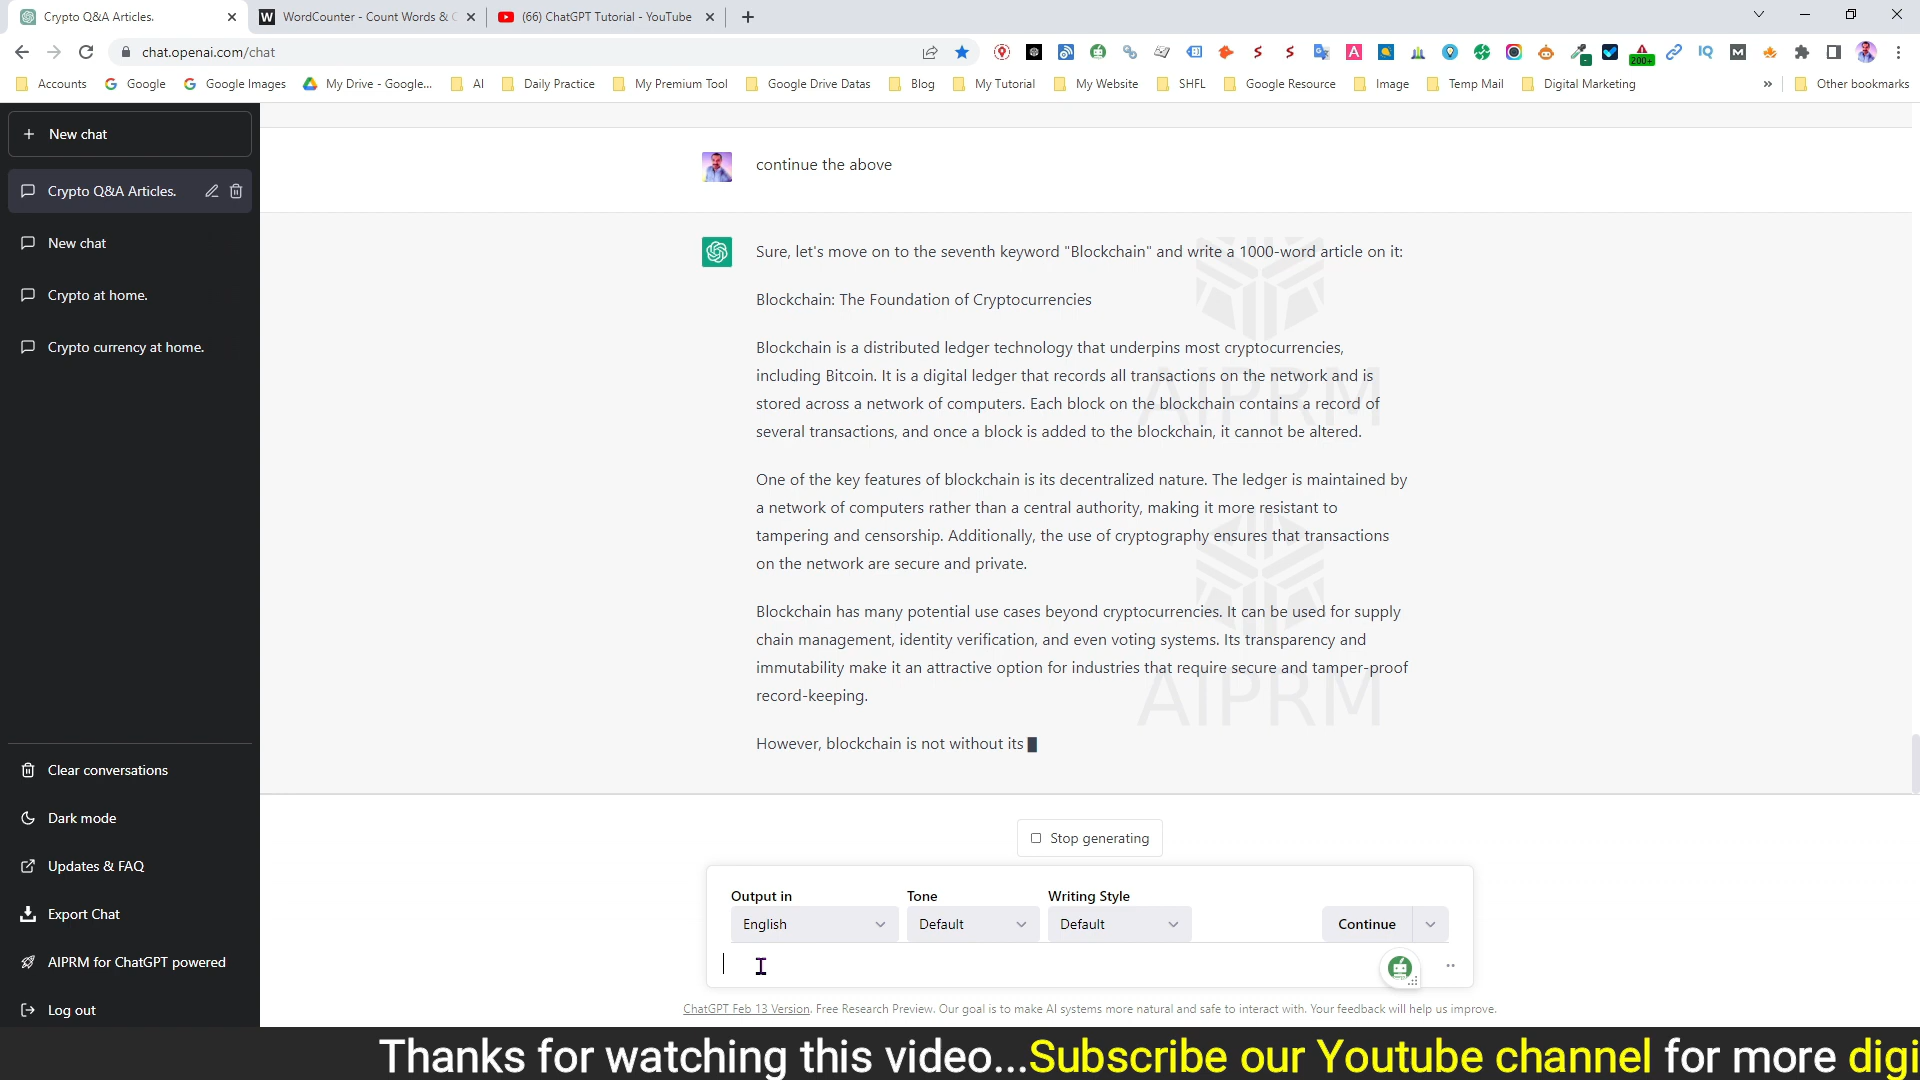 Crypto Q&A Articles.
WordCounter - Count Words & C
(66) ChatGPT Tutorial - YouTube
chat.openai.com/chat
200+
Accounts
Google
Google Images
My Drive - Google...
AI
Daily Practice
My Premium Tool
Google Drive Datas
Blog
My Tutorial
My Website
SHFL
Google Resource
Image
Temp Mail
Digital Marketing
»
Other bookmarks
+ New chat
Crypto Q&A Articles.
New chat
Crypto at home.
Crypto currency at home.
Clear conversations
Dark mode
Updates & FAQ
Export Chat
AIPRM for ChatGPT powered
Log out
continue the above
Sure, let's move on to the seventh keyword "Blockchain" and write a 1000-word article on it:
Blockchain: The Foundation of Cryptocurrencies
Blockchain is a distributed ledger technology that underpins most cryptocurrencies,
including Bitcoin. It is a digital ledger that records all transactions on the network and is
stored across a network of computers. Each block on the blockchain contains a record of
several transactions, and once a block is added to the blockchain, it cannot be altered.
AIPRM
One of the key features of blockchain is its decentralized nature. The ledger is maintained by
a network of computers rather than a central authority, making it more resistant to
tampering and censorship. Additionally, the use of cryptography ensures that transactions
on the network are secure and private.
Blockchain has many potential use cases beyond cryptocurrencies. It can be used for supply
chain management, identity verification, and even voting systems. Its transparency and
immutability make it an attractive option for industries that require secure and tamper-proof
record-keeping.
AIPRM
However, blockchain is not without its
Stop generating
Output in
Tone
Writing Style
English
Default
Default
Continue
ChatGPT Feb 13 Version. Free Research Preview. Our goal is to make AI systems more natural and safe to interact with. Your feedback will help us improve.
Thanks for watching this video...Subscribe our Youtube channel for more digi